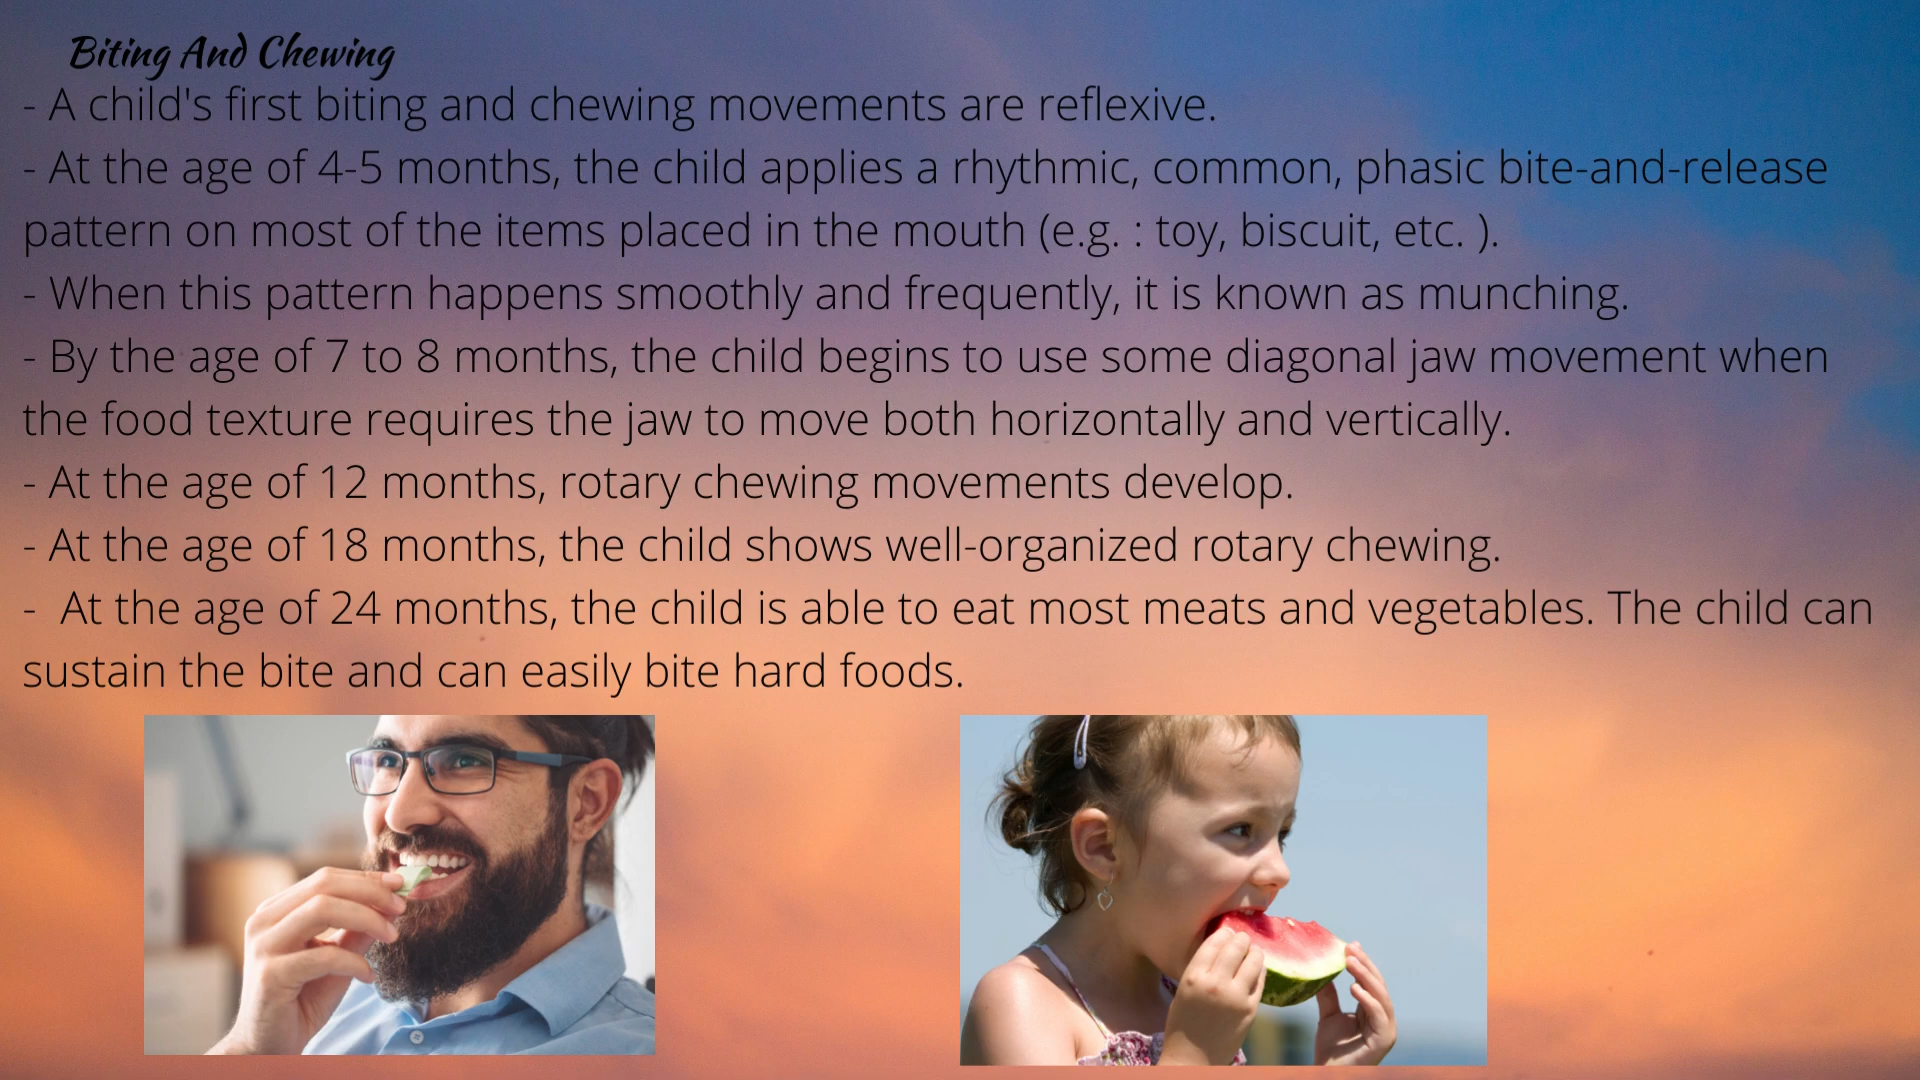 Biting And Chewing
- A child's first biting and chewing movements are reflexive.
- At the age of 4-5 months, the child applies a rhythmic, common, phasic bite-and-release
pattern on most of the items placed in the mouth (e.g. : toy, biscuit, etc. ).
- When this pattern happens smoothly and frequently, it is known as munching.
- By the age of 7 to 8 months, the child begins to use some diagonal jaw movement when
the food texture requires the jaw to move both horizontally and vertically.
- At the age of 12 months, rotary chewing movements develop.
- At the age of 18 months, the child shows well-organized rotary chewing.
-  At the age of 24 months, the child is able to eat most meats and vegetables. The child can
sustain the bite and can easily bite hard foods.